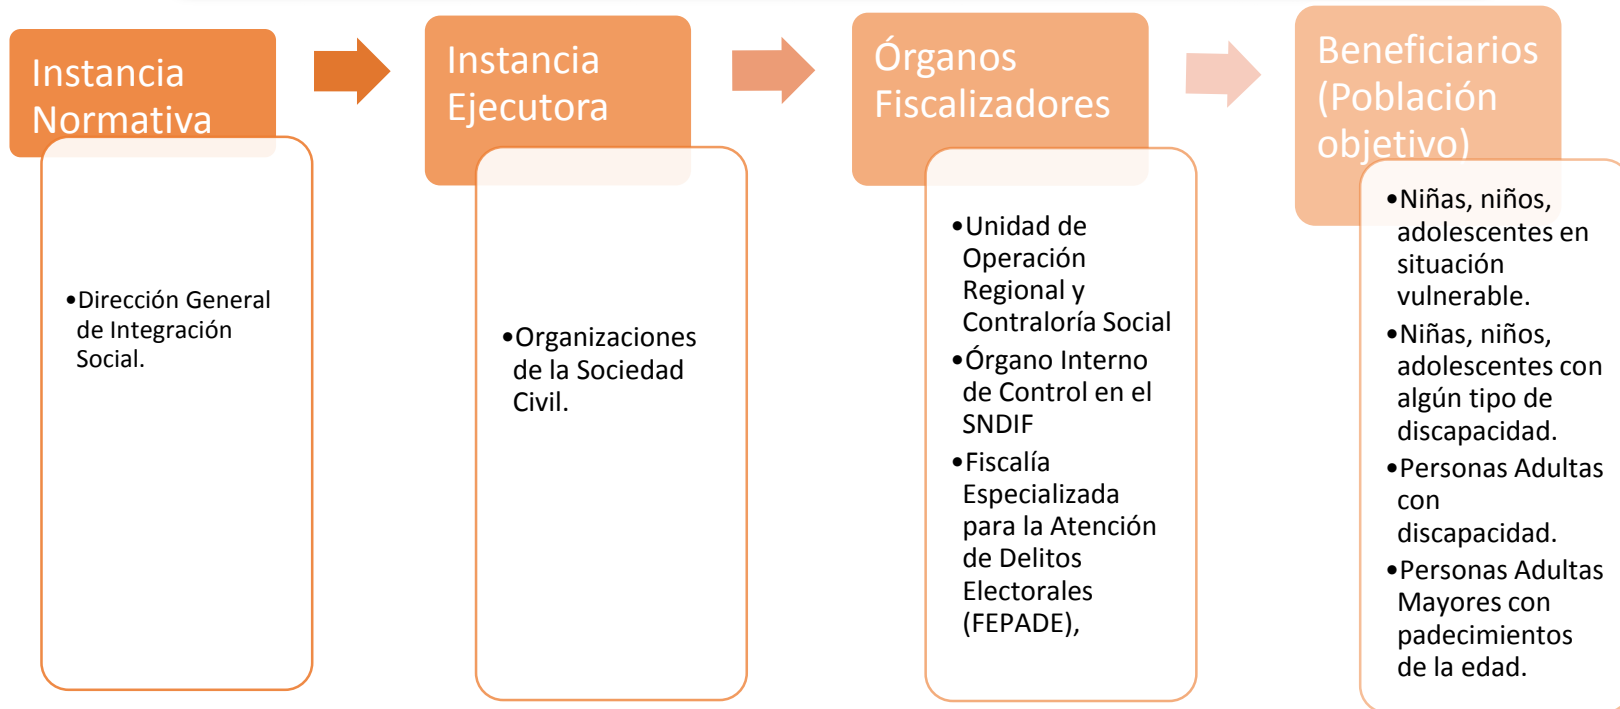 Instancia
Normativa
•Dirección General
de Integración
Social.
Instancia
Ejecutora
•Organizaciones
de la Sociedad
Civil.
Órganos
Fiscalizadores
•Unidad de
Operación
Regional y
Contraloría Social
•Órgano Interno
de Control en el
SNDIF
•Fiscalía
Especializada
para la Atención
de Delitos
Electorales
(FEPADE),
Beneficiarios
(Población
objetivo)
•Niñas, niños,
adolescentes en
situación
vulnerable.
•Niñas, niños,
adolescentes con
algún tipo de
discapacidad.
•Personas Adultas
con
discapacidad.
•Personas Adultas
Mayores con
padecimientos
de la edad.